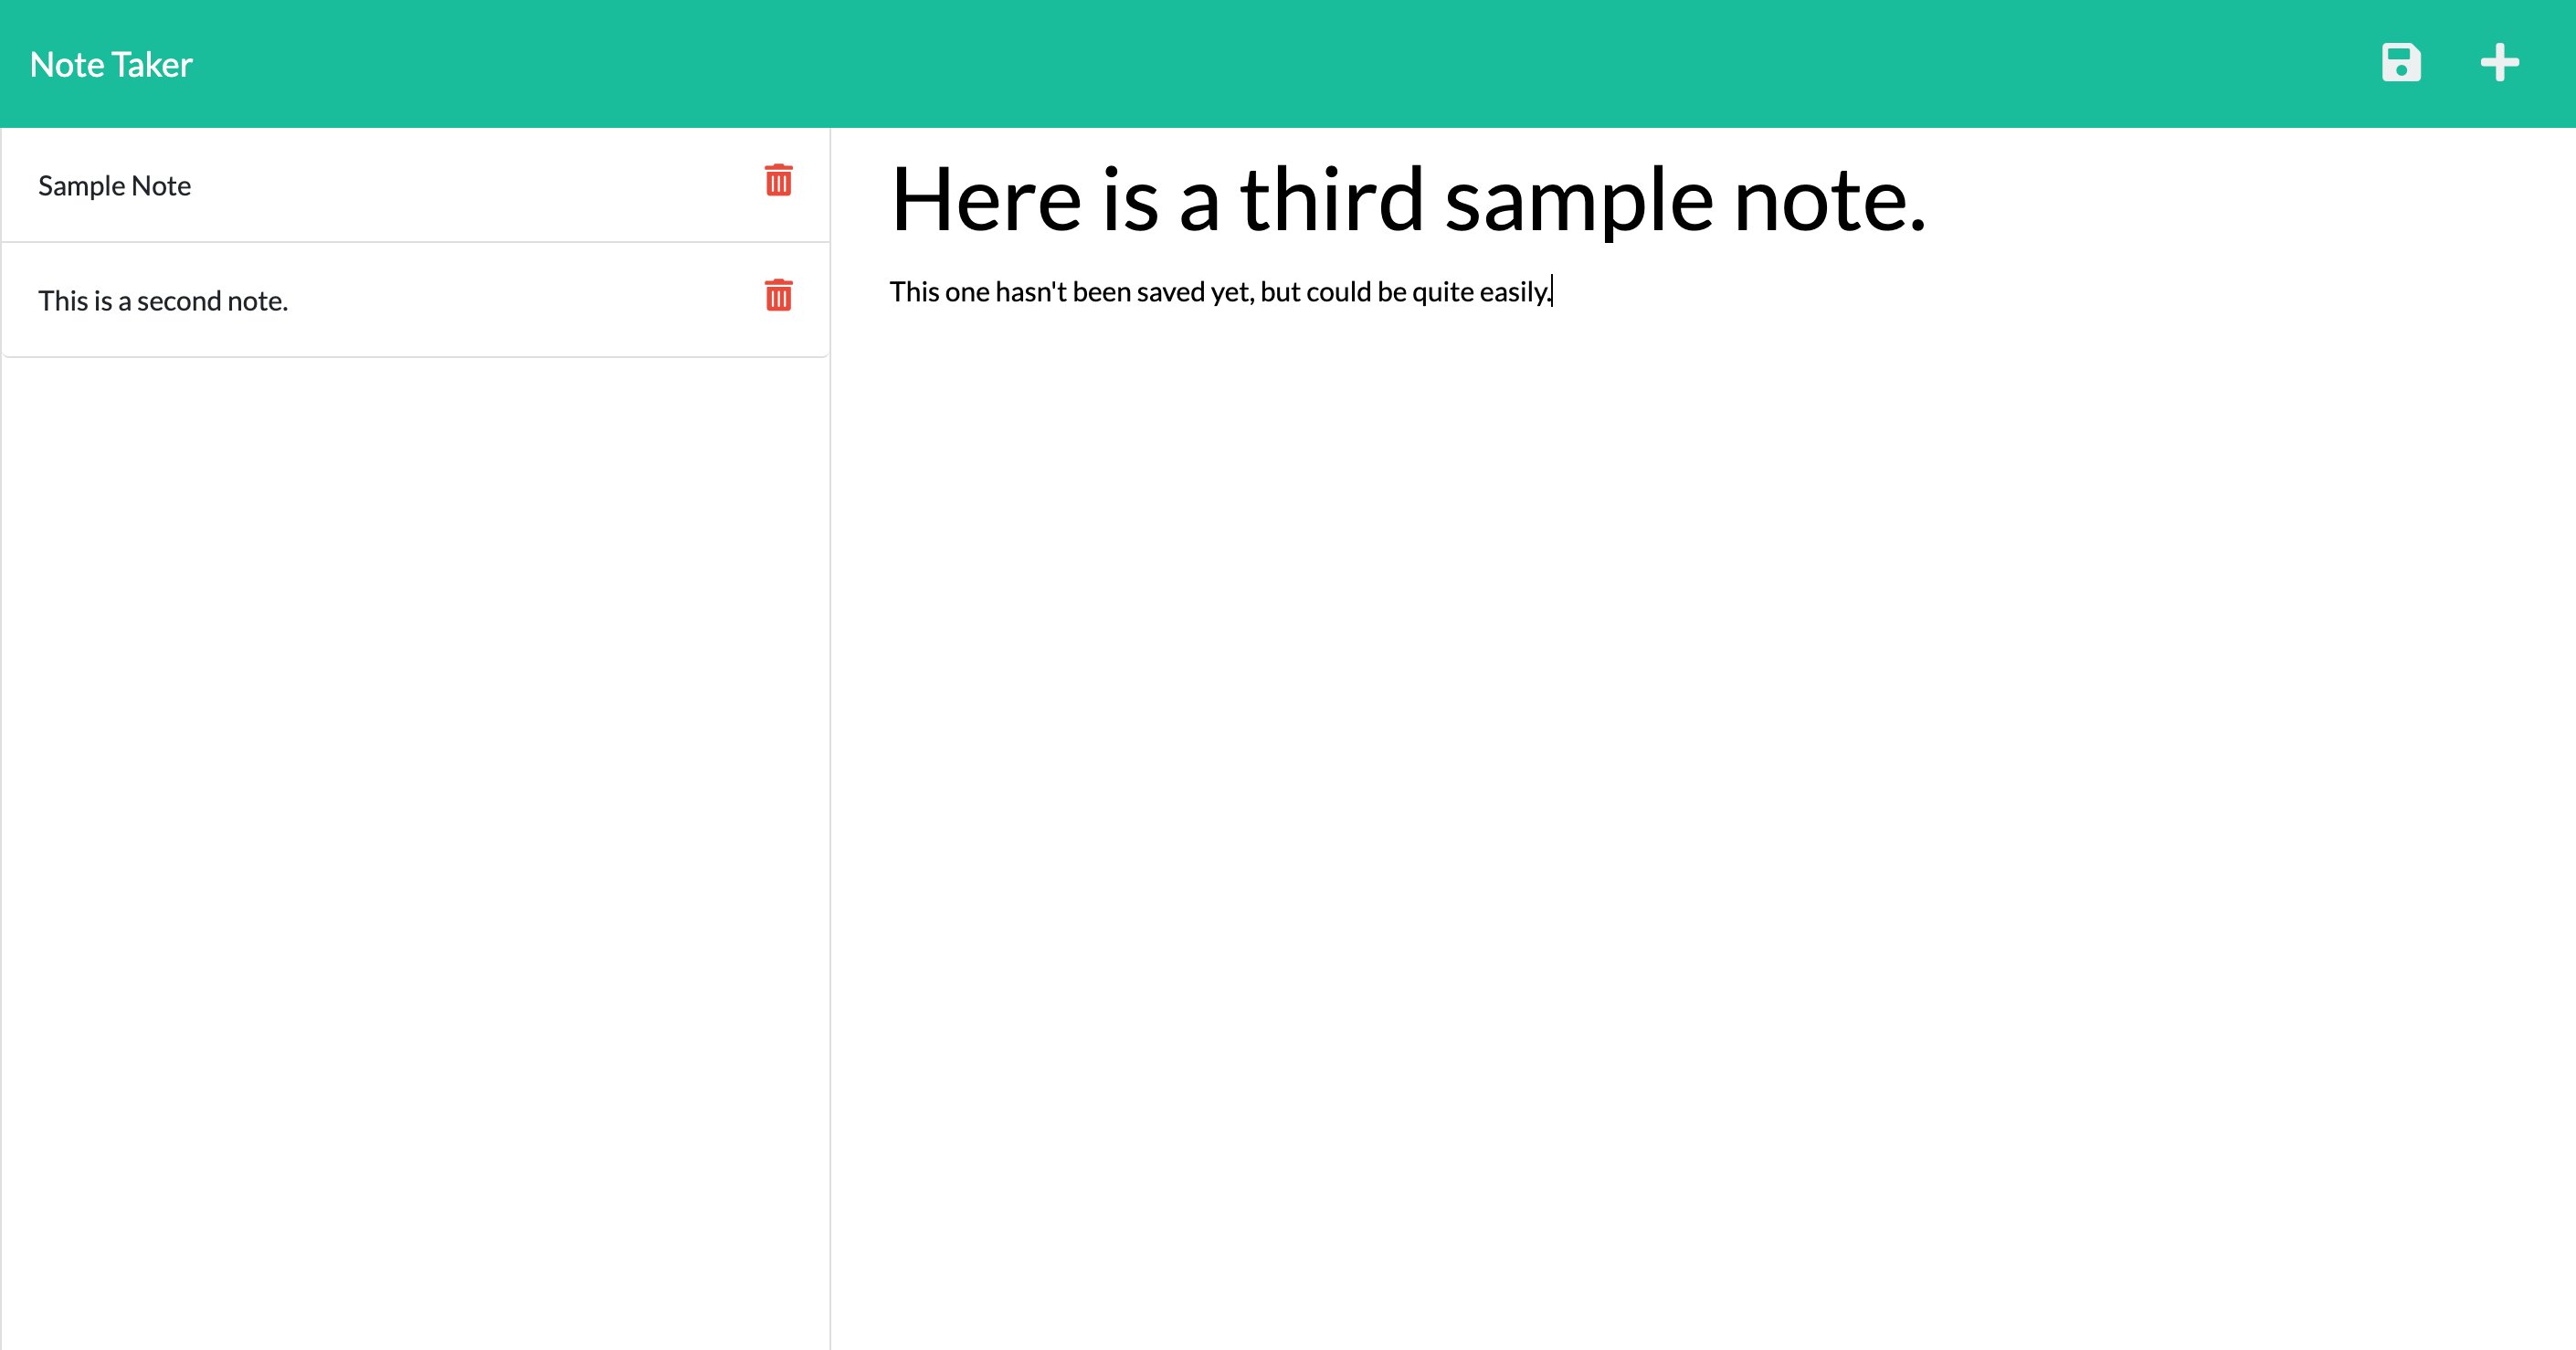 Note Taker
Sample Note
This is a second note.
Here is a third sample note.
This one hasn't been saved yet, but could be quite easily.